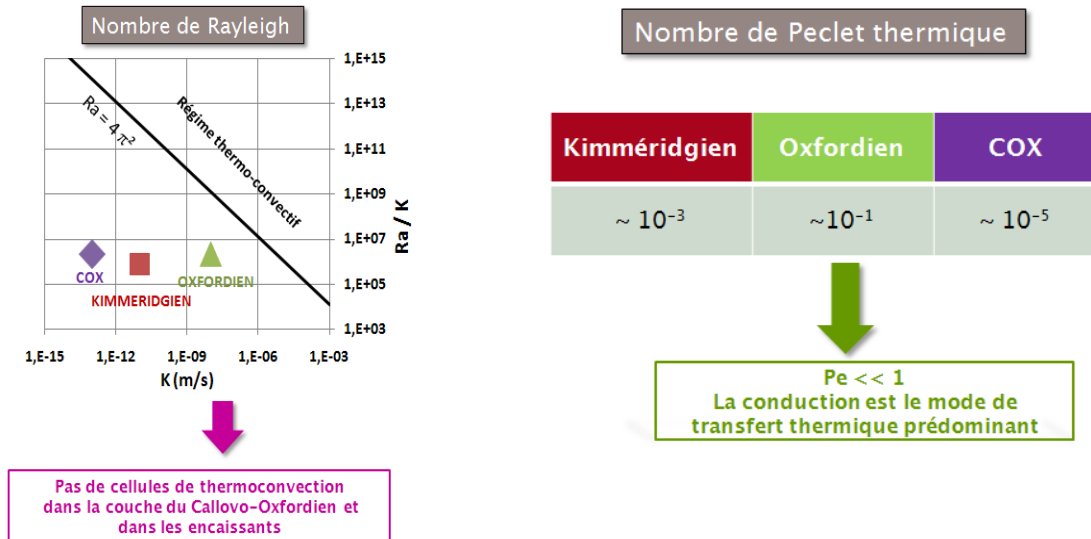 Nombre de Rayleigh
1,E+15
1,E+13
1,E+11
1,E+09
1,E+07
1,E+05
1,E+03
Ra / K
Ra = 4 π²
Régime thermo-convectif
COX
KIMMERIDGIEN
OXFORDIEN
1,E-15 1,E-12 1,E-09 1,E-06 1,E-03
K (m/s)
Pas de cellules de thermoconvection
dans la couche du Callovo-Oxfordien et
dans les encaissants
Nombre de Peclet thermique
Kimméridgien Oxfordien COX
~ 10⁻³ ~10⁻¹ ~ 10⁻⁵
Pe << 1
La conduction est le mode de
transfert thermique prédominant